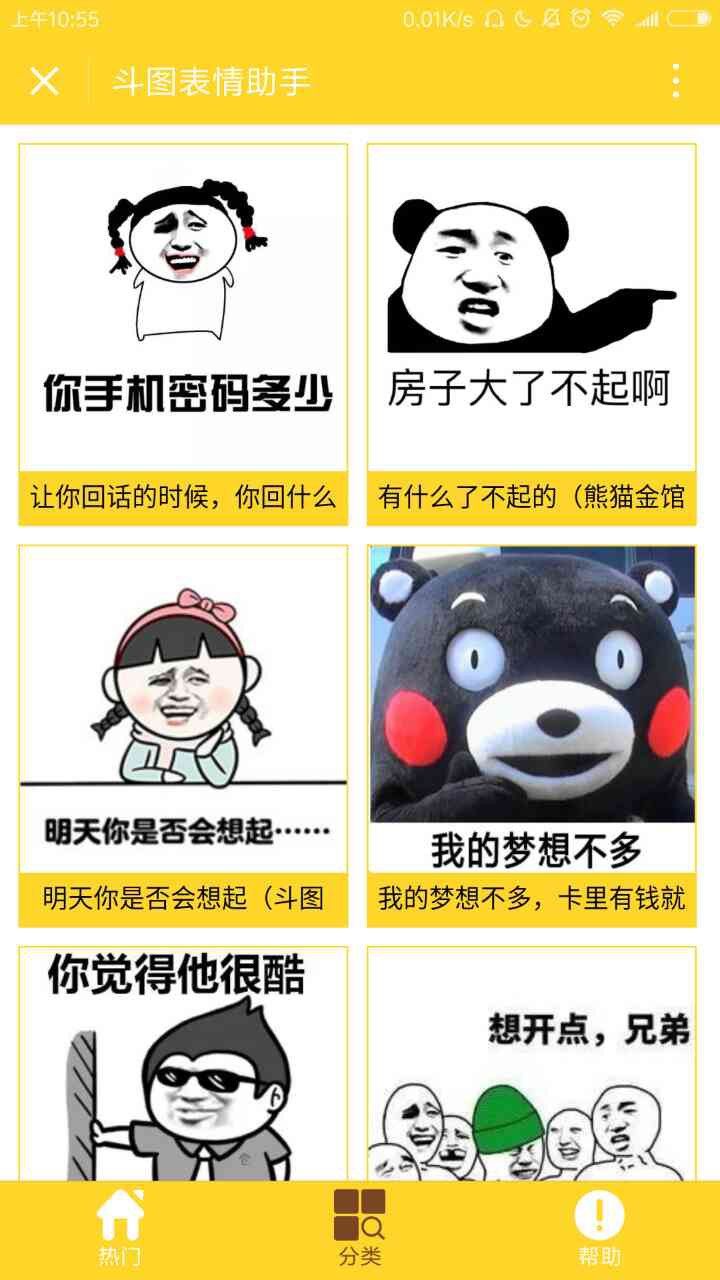 上午10:55 0.01K/s
斗图表情助手
你手机密码多少
房子大了不起啊
让你回话的时候，你回什么
有什么了不起的（熊猫金馆
明天你是否会想起······
我的梦想不多
明天你是否会想起（斗图
我的梦想不多，卡里有钱就
你觉得他很酷
想开点，兄弟
热门
分类
帮助